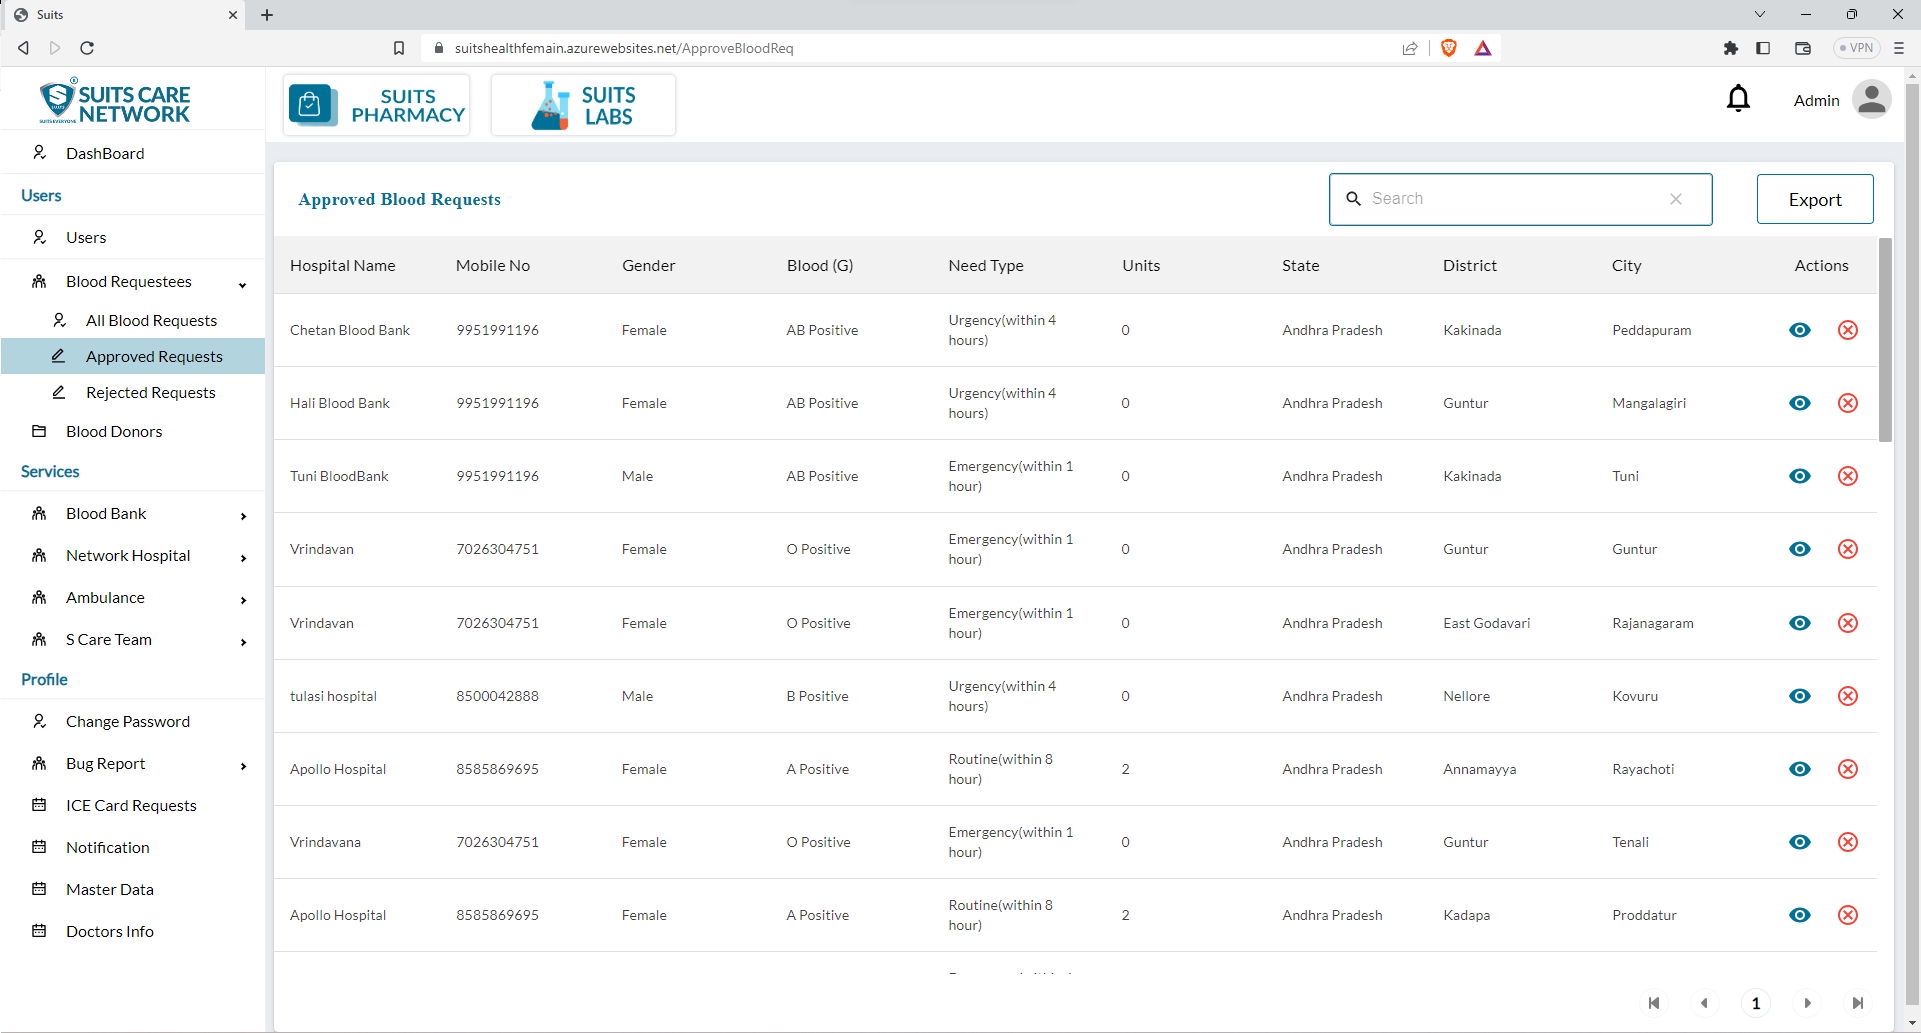 Suits
suitshealthfemain.azurewebsites.net/ApproveBloodReq
VPN
SUITS CARE
NETWORK
SUITS EVERYONE
SUITS
PHARMACY
SUITS
LABS
Admin
DashBoard
Users
Users
Blood Requestees
All Blood Requests
Approved Requests
Rejected Requests
Blood Donors
Services
Blood Bank
Network Hospital
Ambulance
S Care Team
Profile
Change Password
Bug Report
ICE Card Requests
Notification
Master Data
Doctors Info
Approved Blood Requests
Search
Export
Hospital Name Mobile No Gender Blood (G) Need Type Units State District City Actions
Chetan Blood Bank 9951991196 Female AB Positive Urgency(within 4 hours) 0 Andhra Pradesh Kakinada Peddapuram
Hali Blood Bank 9951991196 Female AB Positive Urgency(within 4 hours) 0 Andhra Pradesh Guntur Mangalagiri
Tuni BloodBank 9951991196 Male AB Positive Emergency(within 1 hour) 0 Andhra Pradesh Kakinada Tuni
Vrindavan 7026304751 Female O Positive Emergency(within 1 hour) 0 Andhra Pradesh Guntur Guntur
Vrindavan 7026304751 Female O Positive Emergency(within 1 hour) 0 Andhra Pradesh East Godavari Rajanagaram
tulasi hospital 8500042888 Male B Positive Urgency(within 4 hours) 0 Andhra Pradesh Nellore Kovuru
Apollo Hospital 8585869695 Female A Positive Routine(within 8 hour) 2 Andhra Pradesh Annamayya Rayachoti
Vrindavana 7026304751 Female O Positive Emergency(within 1 hour) 0 Andhra Pradesh Guntur Tenali
Apollo Hospital 8585869695 Female A Positive Routine(within 8 hour) 2 Andhra Pradesh Kadapa Proddatur
1